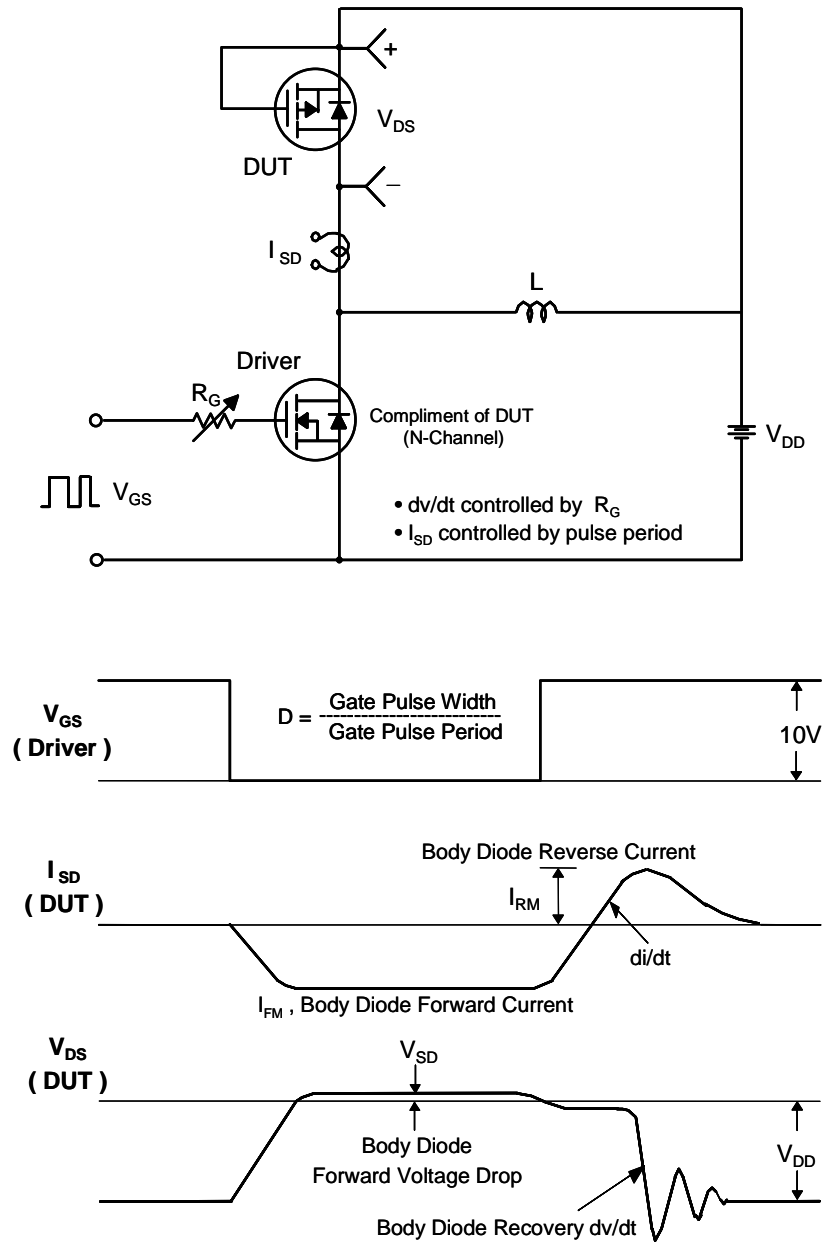 +
V_DS
DUT
−
I_SD
L
Driver
R_G
Compliment of DUT
(N-Channel)
V_DD
V_GS
• dv/dt controlled by R_G
• I_SD controlled by pulse period
V_GS
( Driver )
D = Gate Pulse Width
Gate Pulse Period
10V
Body Diode Reverse Current
I_SD
( DUT )
I_RM
di/dt
I_FM , Body Diode Forward Current
V_DS
( DUT )
V_SD
Body Diode
Forward Voltage Drop
V_DD
Body Diode Recovery dv/dt